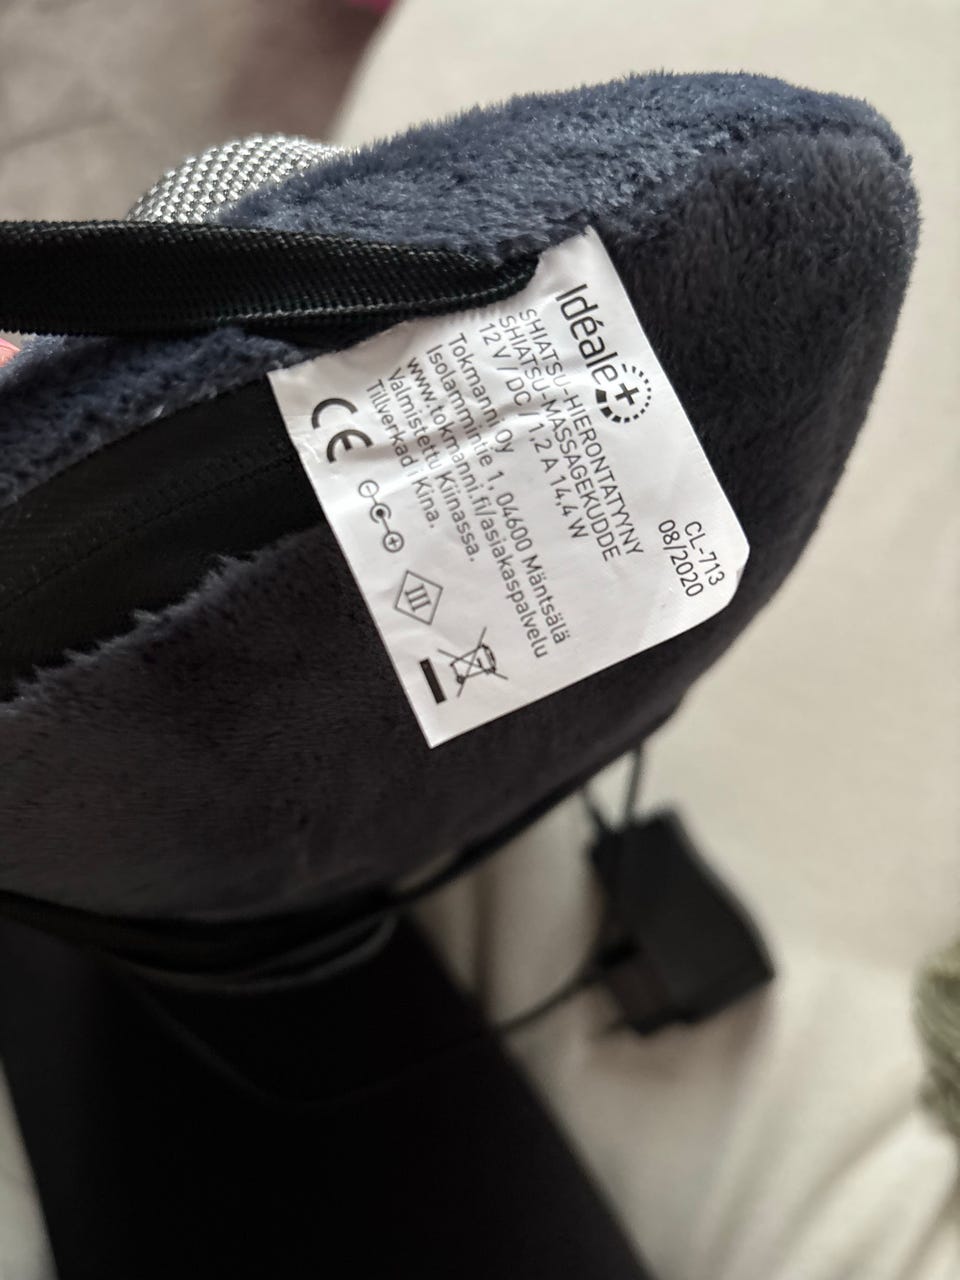 Idéale+
CL-713
08/2020
SHIATSU-HIERONTATYYNY
SHIATSU-MASSAGEKUDDE
12 V / DC / 1.2 A 14,4 W
Tokmanni Oy
Isolammintie 1, 04600 Mäntsälä
www.tokmanni.fi/asiakaspalvelu
Valmistettu Kiinassa.
Tillverkad i Kina.
CE
III